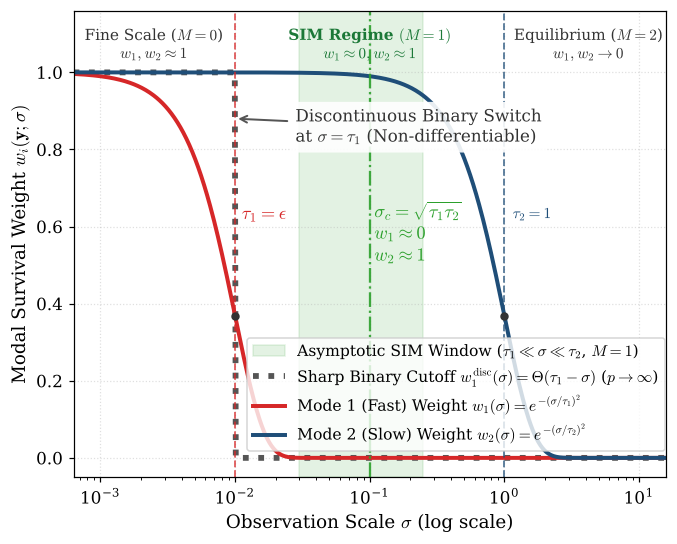 Fine Scale (M=0)
w₁, w₂ ≈ 1
SIM Regime (M=1)
w₁ ≈ 0, w₂ ≈ 1
Equilibrium (M=2)
w₁, w₂ → 0
Discontinuous Binary Switch
at σ = τ₁ (Non-differentiable)
τ₁ = ϵ
σ_c = √τ₁τ₂
w₁ ≈ 0
w₂ ≈ 1
τ₂ = 1
Asymptotic SIM Window (τ₁ ≪ σ ≪ τ₂, M=1)
Sharp Binary Cutoff w₁^disc(σ) = Θ(τ₁ − σ) (p → ∞)
Mode 1 (Fast) Weight w₁(σ) = e^−(σ/τ₁)²
Mode 2 (Slow) Weight w₂(σ) = e^−(σ/τ₂)²
Modal Survival Weight wᵢ(y; σ)
1.0
0.8
0.6
0.4
0.2
0.0
10⁻³
10⁻²
10⁻¹
10⁰
10¹
Observation Scale σ (log scale)